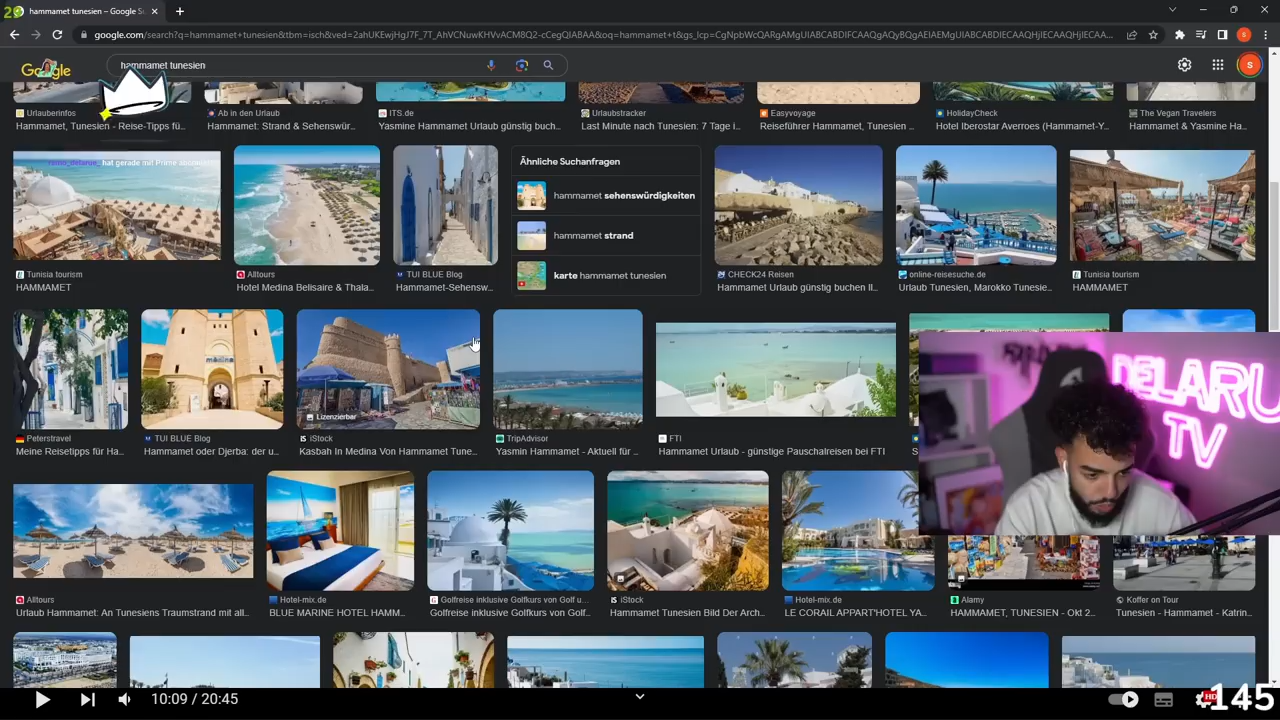 hammamet tunesien – Google S
google.com/search?q=hammamet+tunesien&tbm=isch&ved=2ahUKEwjHgJ7F_7T_AhVCNuwKHVvACM8Q2-cCegQIABAA&oq=hammamet+t&gs_lcp=CgNpbWcQARgAMgUIABCABDIFCAAQgAQyBQgAEIAEMgUIABCABDIECAAQHjIECAAQHjIECAAQHjIECAA...
S
Google
hammamet tunesien
S
Urlauberinfos
Hammamet, Tunesien - Reise-Tipps fü...
Ab in den Urlaub
Hammamet: Strand & Sehenswür...
ITS.de
Yasmine Hammamet Urlaub günstig buch...
Urlaubstracker
Last Minute nach Tunesien: 7 Tage i...
Easyvoyage
Reiseführer Hammamet, Tunesien ...
HolidayCheck
Hotel Iberostar Averroes (Hammamet-Y...
The Vegan Travelers
Hammamet & Yasmine Ha...
hat gerade mit Prime
Ähnliche Suchanfragen
hammamet sehenswürdigkeiten
hammamet strand
karte hammamet tunesien
Tunisia tourism
HAMMAMET
Alltours
Hotel Medina Belisaire & Thala...
TUI BLUE Blog
Hammamet-Sehensw...
CHECK24 Reisen
Hammamet Urlaub günstig buchen II...
online-reisesuche.de
Urlaub Tunesien, Marokko Tunesie...
Tunisia tourism
HAMMAMET
medina
Lizenzierbar
DELARU
TV
Peterstravel
Meine Reisetipps für Ha...
TUI BLUE Blog
Hammamet oder Djerba: der u...
iStock
Kasbah In Medina Von Hammamet Tune...
TripAdvisor
Yasmin Hammamet - Aktuell für ...
FTI
Hammamet Urlaub - günstige Pauschalreisen bei FTI
S
Alltours
Urlaub Hammamet: An Tunesiens Traumstrand mit all...
Hotel-mix.de
BLUE MARINE HOTEL HAMM...
Golfreise inklusive Golfkurs von Golf u...
Golfreise inklusive Golfkurs von Golf...
iStock
Hammamet Tunesien Bild Der Arch...
Hotel-mix.de
LE CORAIL APPART'HOTEL YA...
Alamy
HAMMAMET, TUNESIEN - Okt 2...
Koffer on Tour
Tunesien - Hammamet - Katrin...
10:09 / 20:45
HD
145